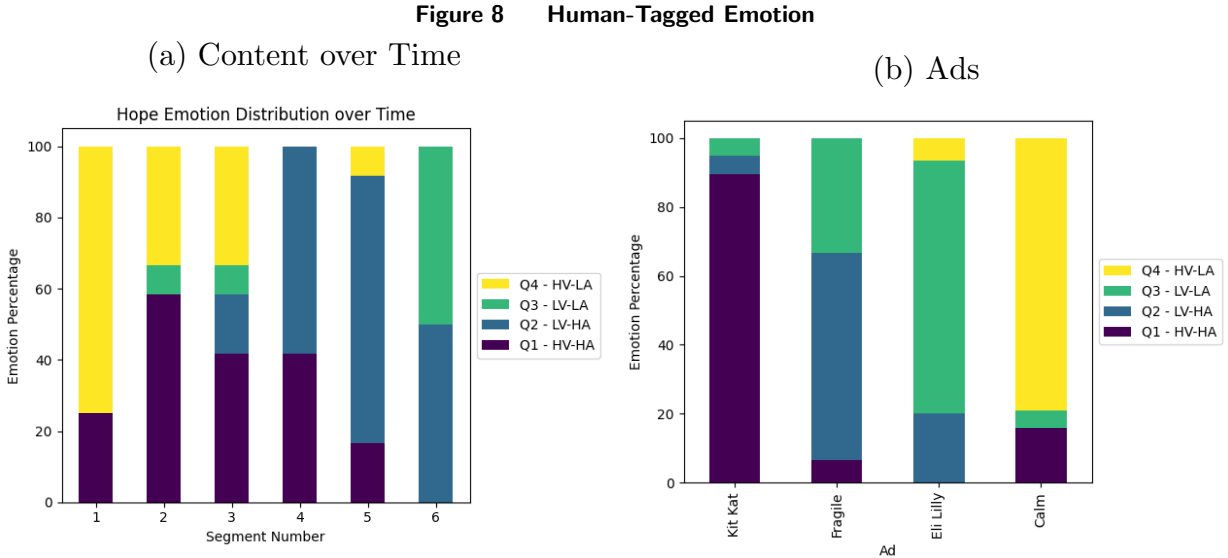 Figure 8 Human-Tagged Emotion
(a) Content over Time
Hope Emotion Distribution over Time
Emotion Percentage
100
80
60
40
20
0
1 2 3 4 5 6
Segment Number
Q4 - HV-LA
Q3 - LV-LA
Q2 - LV-HA
Q1 - HV-HA
(b) Ads
Emotion Percentage
100
80
60
40
20
0
Kit Kat
Fragile
Eli Lilly
Calm
Ad
Q4 - HV-LA
Q3 - LV-LA
Q2 - LV-HA
Q1 - HV-HA